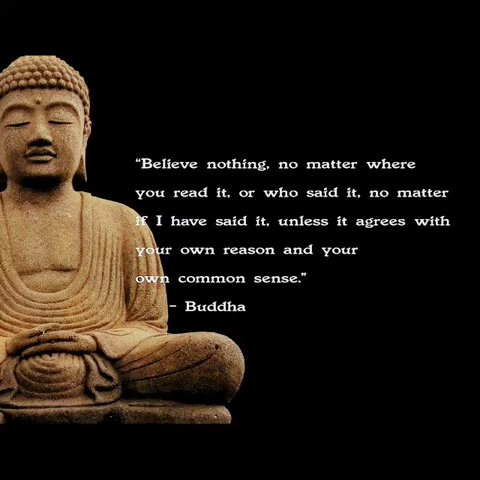 “Believe nothing, no matter where
you read it, or who said it, no matter
if I have said it, unless it agrees with
your own reason and your
own common sense.”
- Buddha